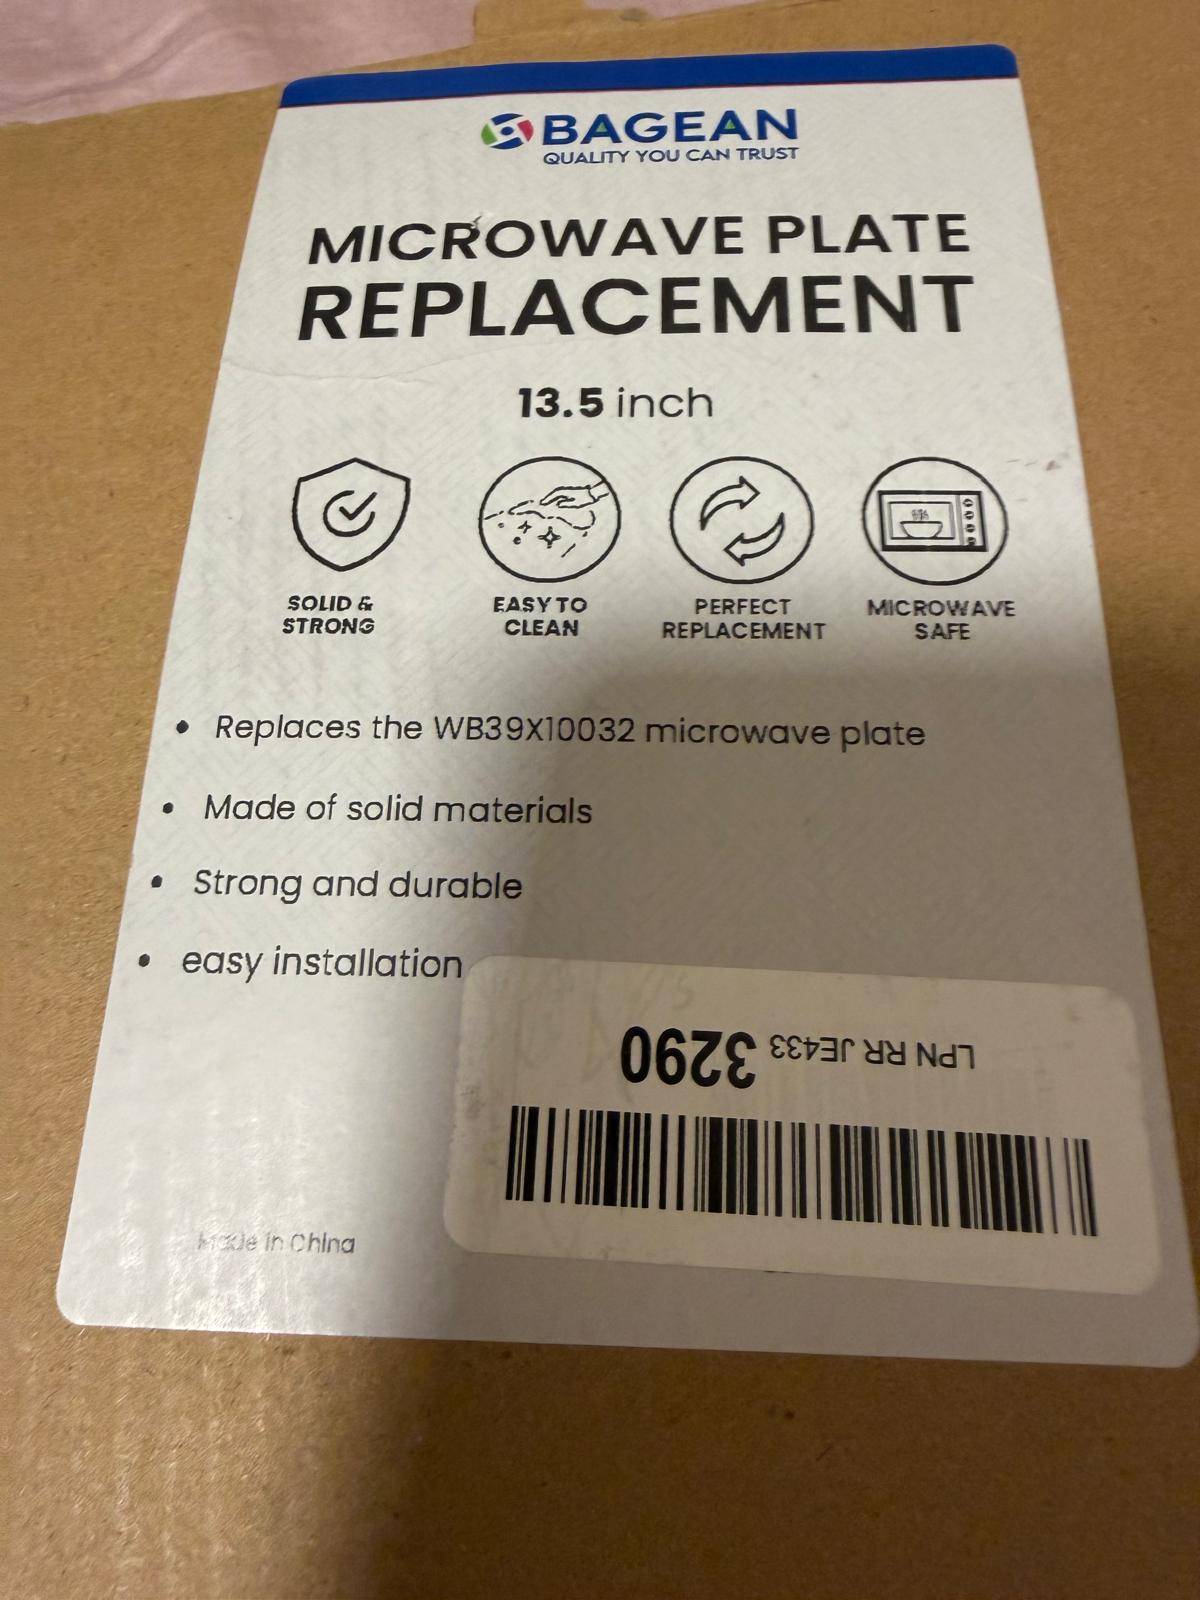 BAGEAN
QUALITY YOU CAN TRUST
MICROWAVE PLATE
REPLACEMENT
13.5 inch
SOLID &
STRONG
EASY TO
CLEAN
PERFECT
REPLACEMENT
MICROWAVE
SAFE
• Replaces the WB39X10032 microwave plate
• Made of solid materials
• Strong and durable
• easy installation
LPN RR JE433 3290
Made in China